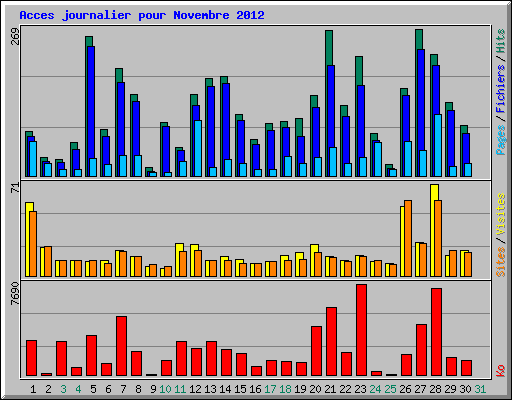 Acces journalier pour Novembre 2012
269
Pages / Fichiers / Hits
71
Sites / Visites
7690
Ko
1 2 3 4 5 6 7 8 9 10 11 12 13 14 15 16 17 18 19 20 21 22 23 24 25 26 27 28 29 30 31